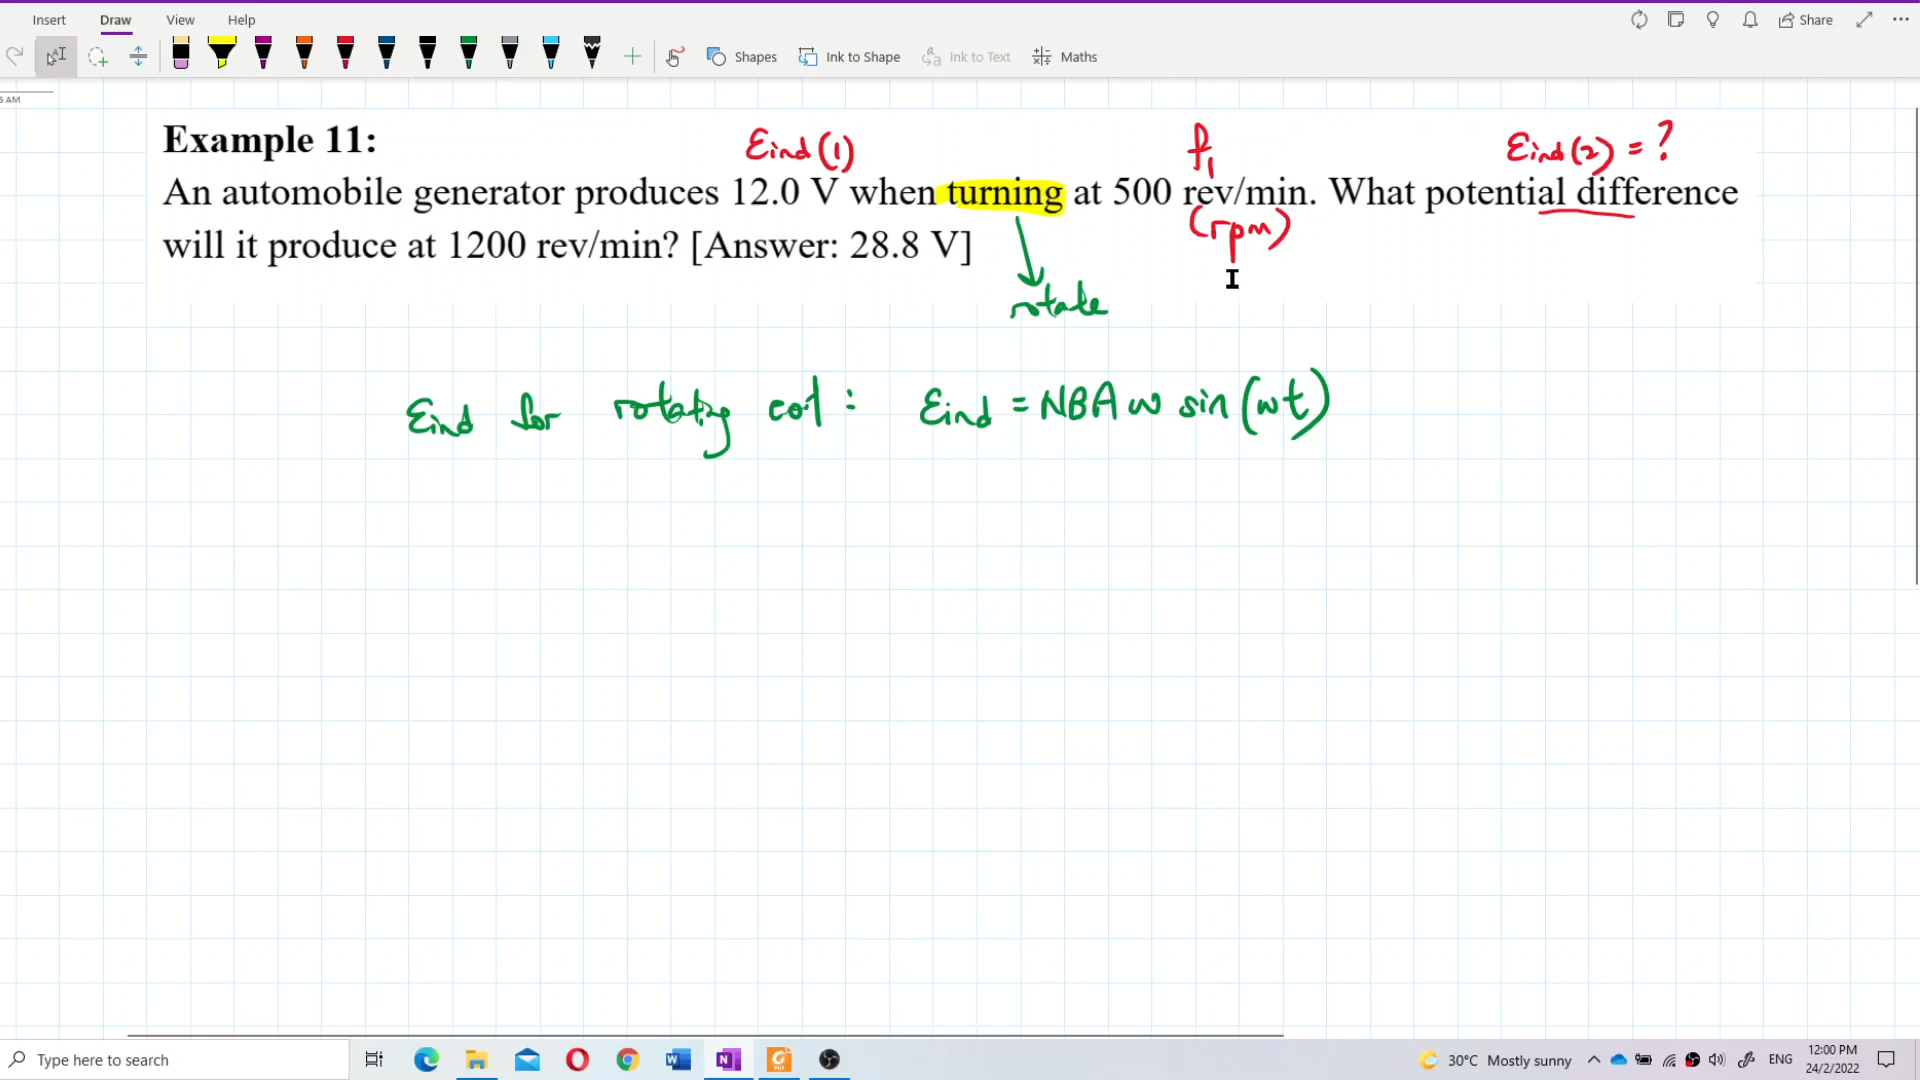 Insert Draw View Help
Share
Shapes Ink to Shape Ink to Text Maths
5 AM
Example 11:
Eind(1) f1 Eind(2) = ?
An automobile generator produces 12.0 V when turning at 500 rev/min. What potential difference
(rpm)
will it produce at 1200 rev/min? [Answer: 28.8 V]
rotate
Eind for rotating coil : Eind = NBAω sin(ωt)
Type here to search
30°C Mostly sunny
ENG
12:00 PM
24/2/2022